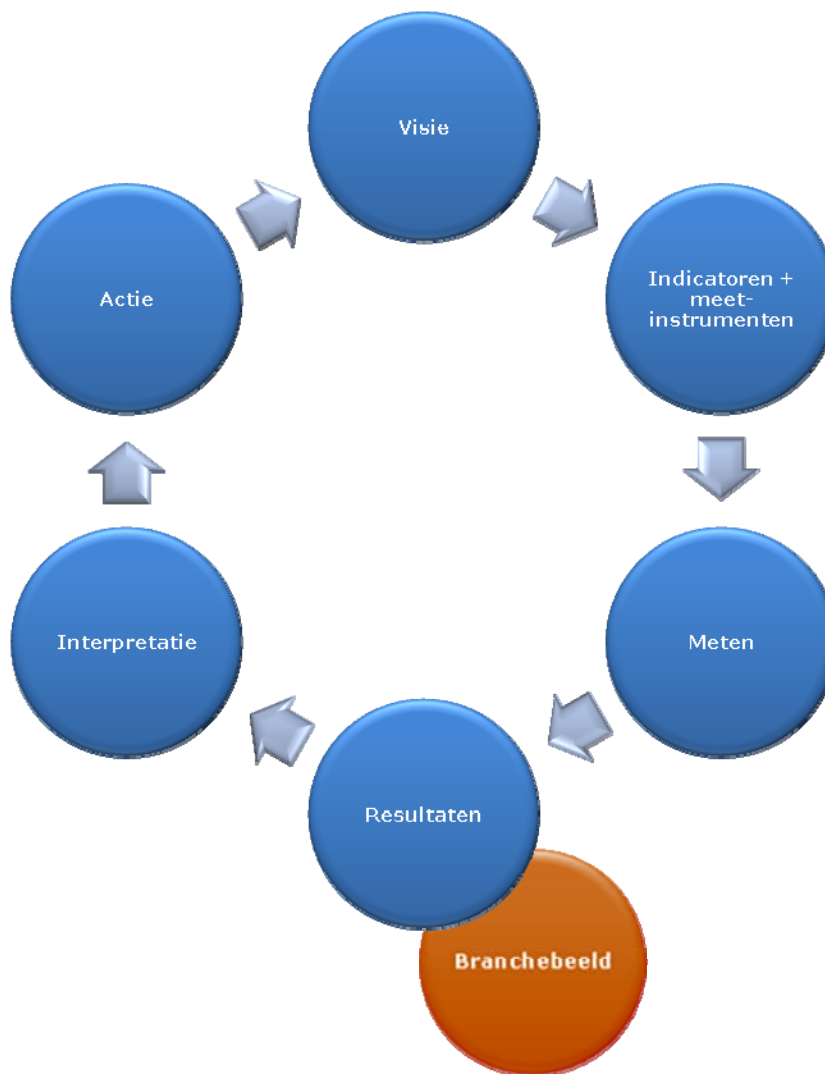 Visie
Indicatoren +
meet-
instrumenten
Meten
Resultaten
Branchebeeld
Interpretatie
Actie